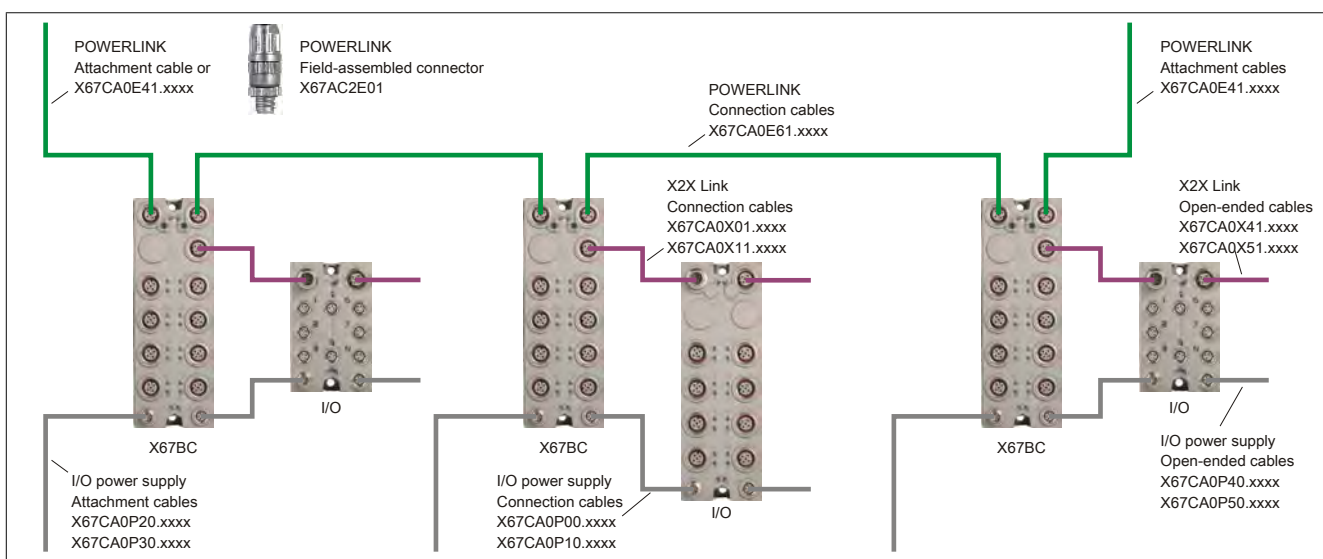 POWERLINK
Attachment cable or
X67CA0E41.xxxx
POWERLINK
Field-assembled connector
X67AC2E01
POWERLINK
Connection cables
X67CA0E61.xxxx
POWERLINK
Attachment cables
X67CA0E41.xxxx
X2X Link
Connection cables
X67CA0X01.xxxx
X67CA0X11.xxxx
X2X Link
Open-ended cables
X67CA0X41.xxxx
X67CA0X51.xxxx
I/O
X67BC
I/O power supply
Attachment cables
X67CA0P20.xxxx
X67CA0P30.xxxx
X67BC
I/O power supply
Connection cables
X67CA0P00.xxxx
X67CA0P10.xxxx
I/O
I/O
X67BC
I/O power supply
Open-ended cables
X67CA0P40.xxxx
X67CA0P50.xxxx